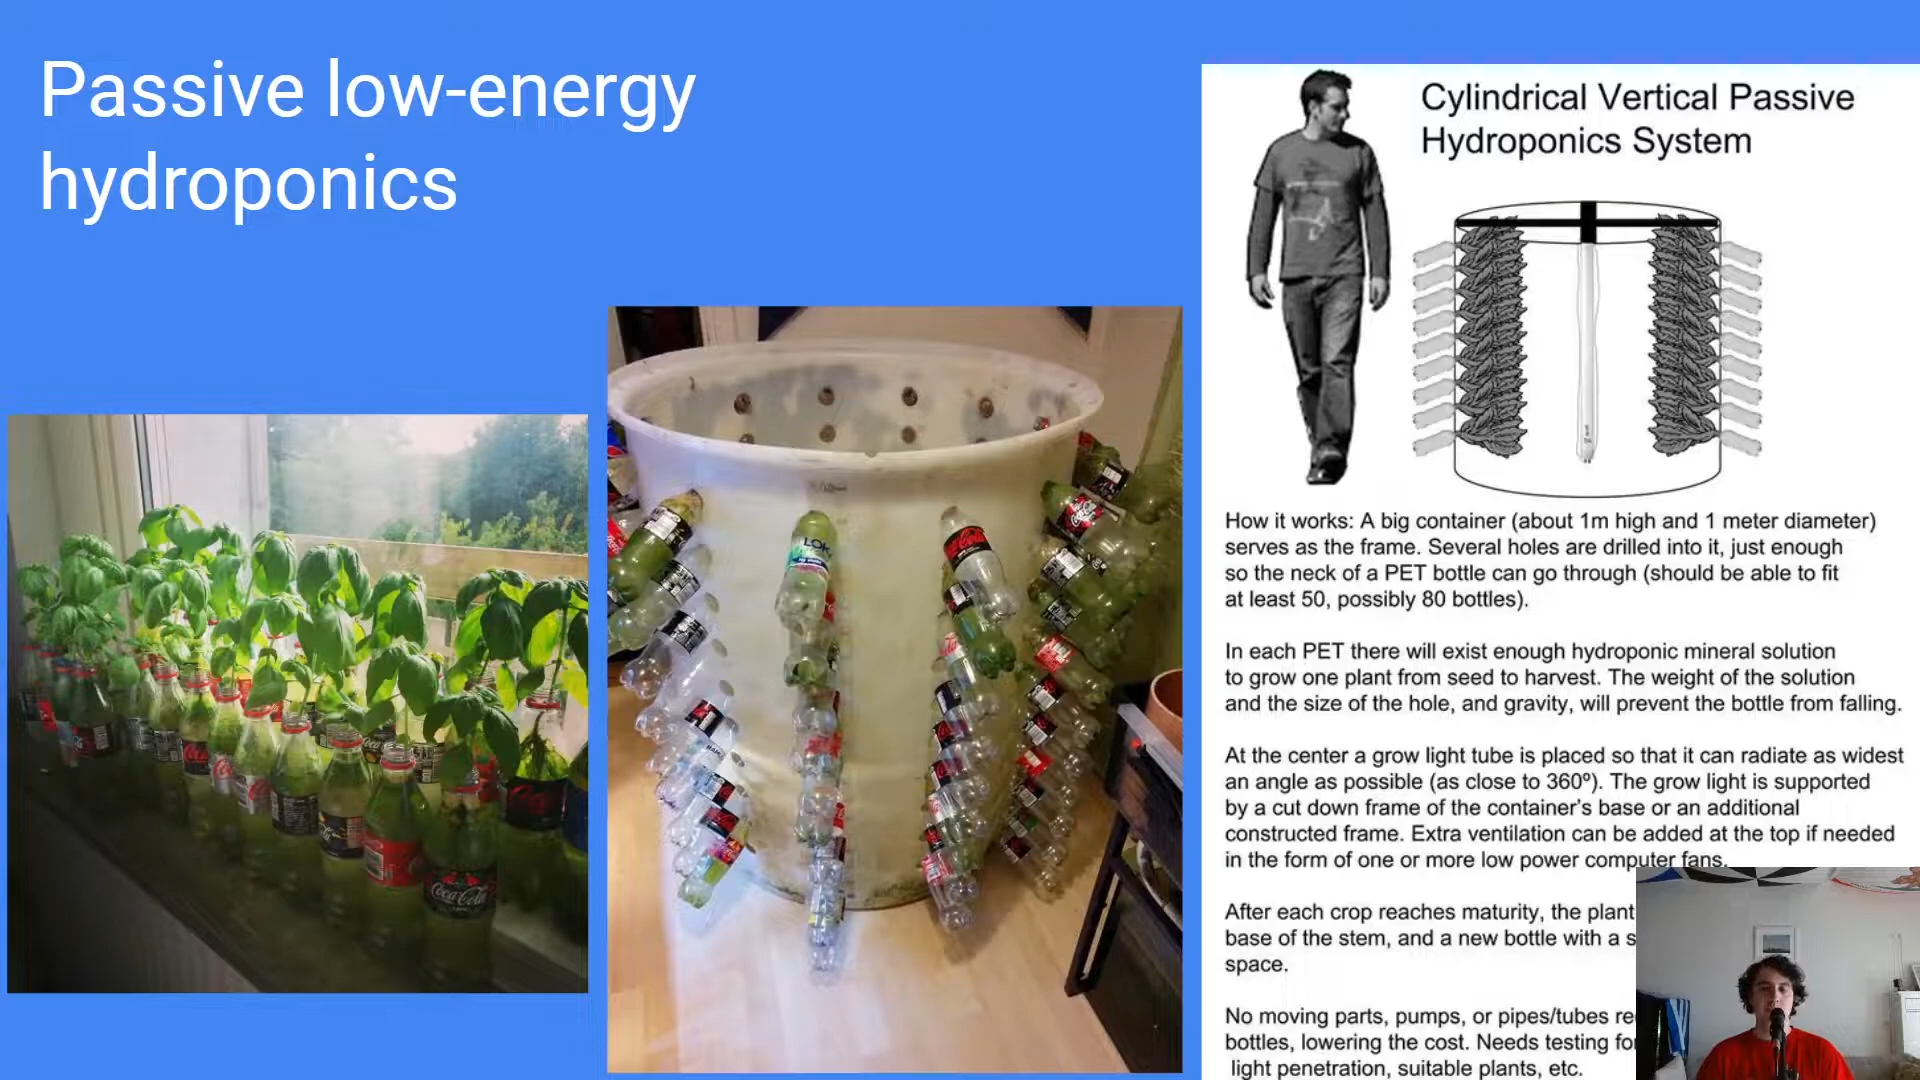 Passive low-energy
hydroponics
Cylindrical Vertical Passive
Hydroponics System
How it works: A big container (about 1m high and 1 meter diameter)
serves as the frame. Several holes are drilled into it, just enough
so the neck of a PET bottle can go through (should be able to fit
at least 50, possibly 80 bottles).
In each PET there will exist enough hydroponic mineral solution
to grow one plant from seed to harvest. The weight of the solution
and the size of the hole, and gravity, will prevent the bottle from falling.
At the center a grow light tube is placed so that it can radiate as widest
an angle as possible (as close to 360º). The grow light is supported
by a cut down frame of the container's base or an additional
constructed frame. Extra ventilation can be added at the top if needed
in the form of one or more low power computer fans.
After each crop reaches maturity, the plant
base of the stem, and a new bottle with a s
space.
No moving parts, pumps, or pipes/tubes re
bottles, lowering the cost. Needs testing fo
light penetration, suitable plants, etc.
Coca-Cola